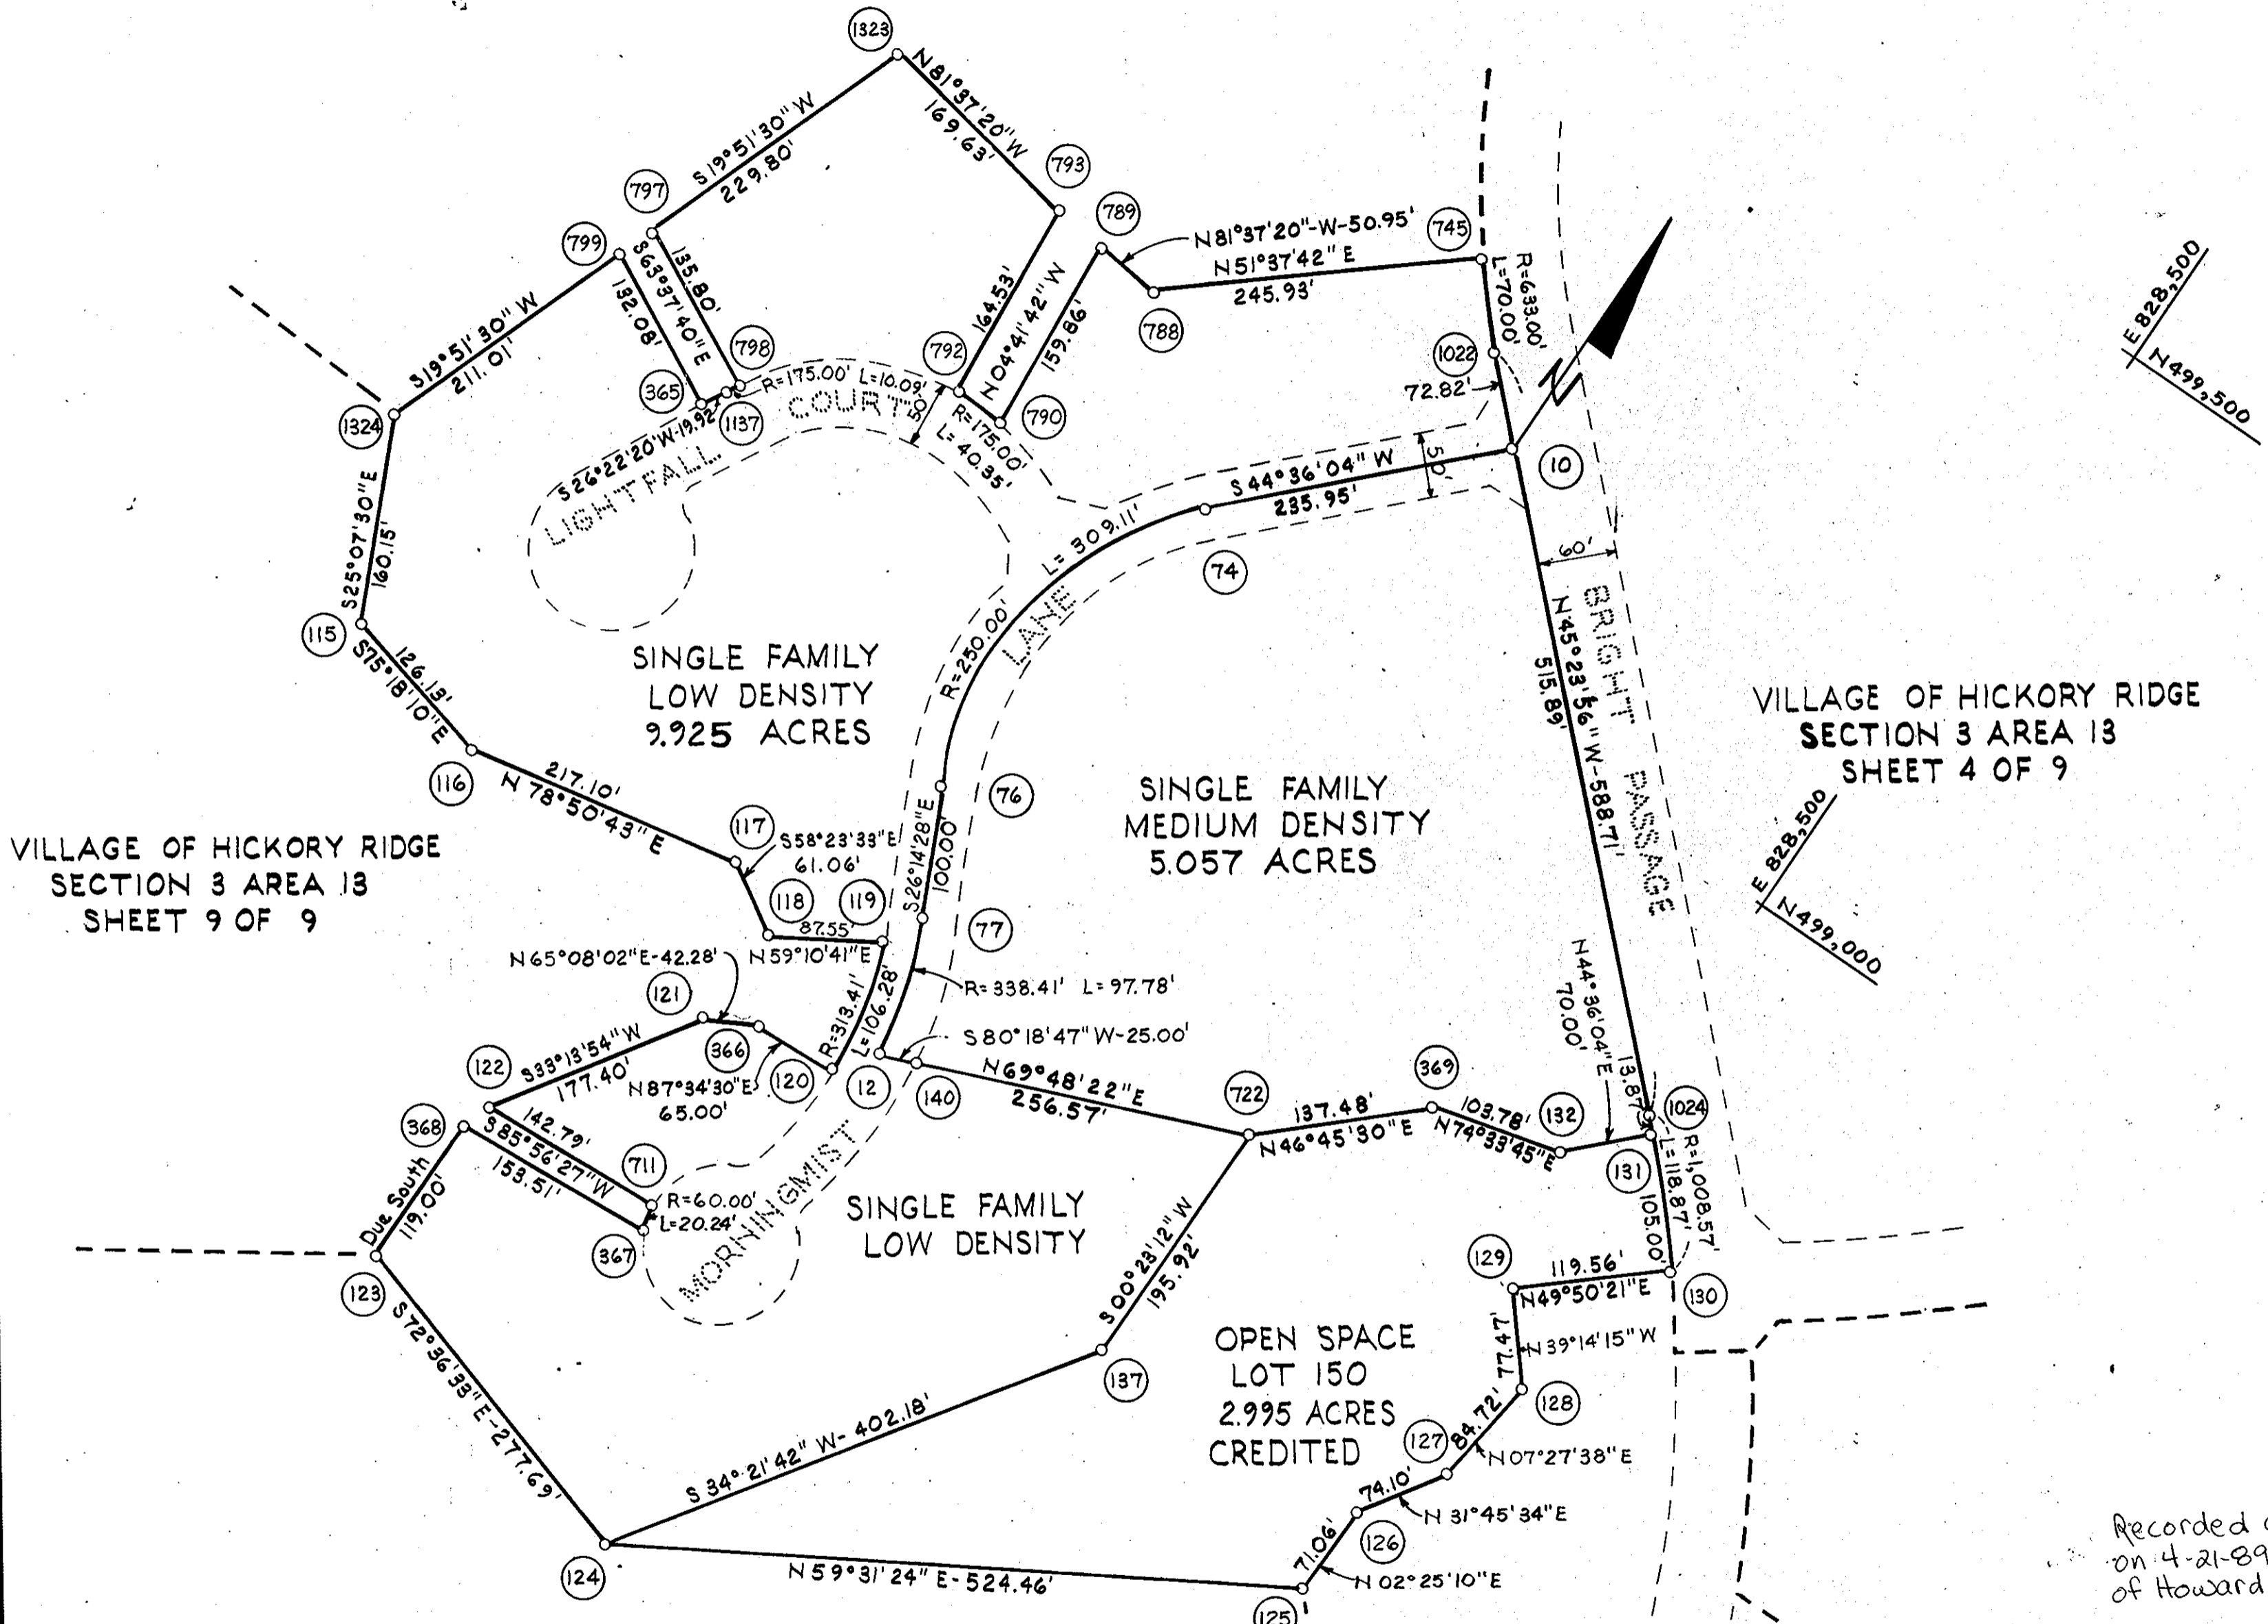 1323
N81°37'20"W
169.63'
S19°51'30"W
229.80'
797
793
789
N81°37'20"-W-50.95'
745
799
S63°37'40"E
135.80'
132.08'
N51°37'42"E
245.93'
788
R=633.00'
L=70.00'
E 828,500
N499,500
S19°51'30"W
211.01'
1324
164.53'
N04°41'42"W
159.86'
792
798
R=175.00' L=10.09'
1022
72.82'
N
365
1137
COURT
50'
790
R=175.00'
L=40.35'
S26°22'20"W-19.92'
LIGHTFALL
10
S44°36'04"W
235.95'
50'
74
60'
S25°07'30"E
160.15'
L=309.11'
LANE
R=250.00'
115
126.13'
S75°18'10"E
SINGLE FAMILY
LOW DENSITY
9.925 ACRES
N45°23'56"W-588.71'
515.89'
BRIGHT PASSAGE
VILLAGE OF HICKORY RIDGE
SECTION 3 AREA 13
SHEET 4 OF 9
116
217.10'
N78°50'43"E
76
SINGLE FAMILY
MEDIUM DENSITY
5.057 ACRES
E 828,500
N499,000
VILLAGE OF HICKORY RIDGE
SECTION 3 AREA 13
SHEET 9 OF 9
117
S58°23'33"E
61.06'
S26°14'28"E
100.00'
118
119
87.55'
N59°10'41"E
77
N65°08'02"E-42.28'
R=338.41' L=97.78'
R=313.41'
L=106.28'
121
S80°18'47"W-25.00'
N44°36'04"E
70.00'
13.87'
122
S33°13'54"W
177.40'
366
N87°34'30"E
65.00'
120
12
140
N69°48'22"E
256.57'
722
369
137.48'
N46°45'30"E
103.78'
N74°33'45"E
132
1024
131
R=1,008.57'
L=118.87'
105.00'
368
142.79'
S85°56'27"W
153.51'
711
R=60.00'
L=20.24'
367
MORNINGMIST
SINGLE FAMILY
LOW DENSITY
Due South
119.00'
123
S72°36'33"E-277.69'
S00°23'12"W
195.92'
137
129
119.56'
N49°50'21"E
130
77.47'
N39°14'15"W
128
OPEN SPACE
LOT 150
2.995 ACRES
CREDITED
84.72'
127
N07°27'38"E
74.10'
N31°45'34"E
126
71.06'
N02°25'10"E
S34°21'42"W-402.18'
124
N59°31'24"E-524.46'
125
Recorded
on 4-21-89
of Howard